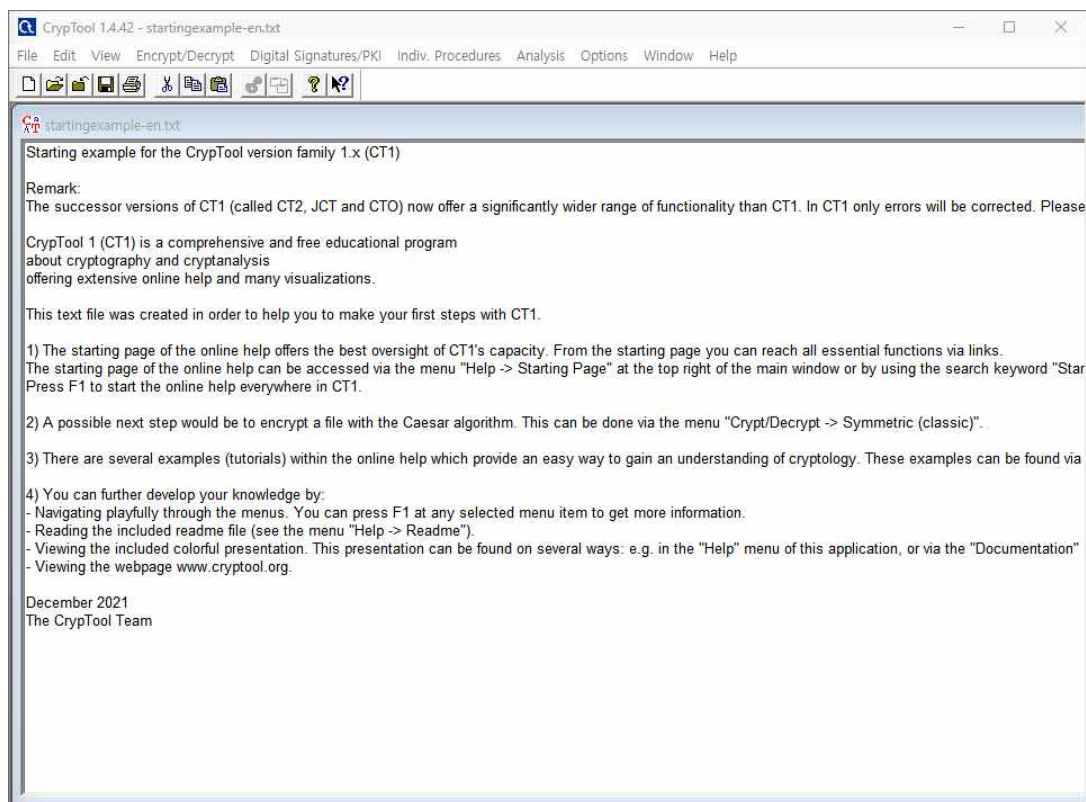 CrypTool 1.4.42 - startingexample-en.txt
File Edit View Encrypt/Decrypt Digital Signatures/PKI Indiv. Procedures Analysis Options Window Help
startingexample-en.txt
Starting example for the CrypTool version family 1.x (CT1)
Remark:
The successor versions of CT1 (called CT2, JCT and CTO) now offer a significantly wider range of functionality than CT1. In CT1 only errors will be corrected. Please
CrypTool 1 (CT1) is a comprehensive and free educational program
about cryptography and cryptanalysis
offering extensive online help and many visualizations.
This text file was created in order to help you to make your first steps with CT1.
1) The starting page of the online help offers the best oversight of CT1's capacity. From the starting page you can reach all essential functions via links.
The starting page of the online help can be accessed via the menu "Help -> Starting Page" at the top right of the main window or by using the search keyword "Star
Press F1 to start the online help everywhere in CT1.
2) A possible next step would be to encrypt a file with the Caesar algorithm. This can be done via the menu "Crypt/Decrypt -> Symmetric (classic)".
3) There are several examples (tutorials) within the online help which provide an easy way to gain an understanding of cryptology. These examples can be found via
4) You can further develop your knowledge by:
- Navigating playfully through the menus. You can press F1 at any selected menu item to get more information.
- Reading the included readme file (see the menu "Help -> Readme").
- Viewing the included colorful presentation. This presentation can be found on several ways: e.g. in the "Help" menu of this application, or via the "Documentation"
- Viewing the webpage www.cryptool.org.
December 2021
The CrypTool Team